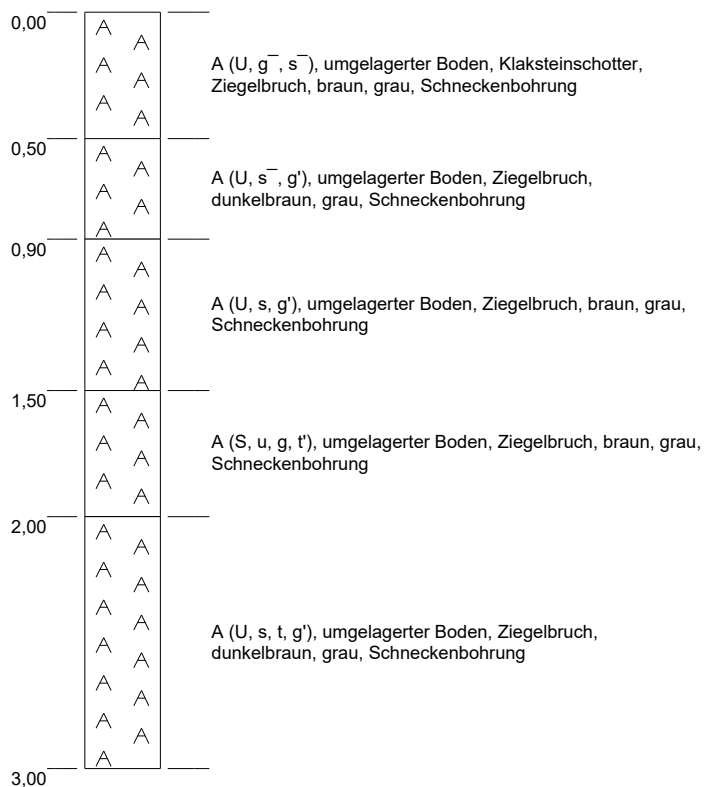 0,00
A (U, g¯, s¯), umgelagerter Boden, Klaksteinschotter,
Ziegelbruch, braun, grau, Schneckenbohrung
0,50
A (U, s¯, g'), umgelagerter Boden, Ziegelbruch,
dunkelbraun, grau, Schneckenbohrung
0,90
A (U, s, g'), umgelagerter Boden, Ziegelbruch, braun, grau,
Schneckenbohrung
1,50
A (S, u, g, t'), umgelagerter Boden, Ziegelbruch, braun, grau,
Schneckenbohrung
2,00
A (U, s, t, g'), umgelagerter Boden, Ziegelbruch,
dunkelbraun, grau, Schneckenbohrung
3,00